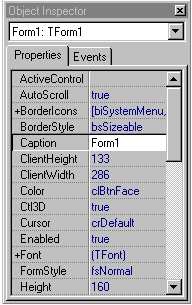 Object Inspector
Form1: TForm1
Properties Events
ActiveControl
AutoScroll true
+BorderIcons [biSystemMenu,
BorderStyle bsSizeable
Caption Form1
ClientHeight 133
ClientWidth 286
Color clBtnFace
Ctl3D true
Cursor crDefault
Enabled true
+Font (TFont)
FormStyle fsNormal
Height 160